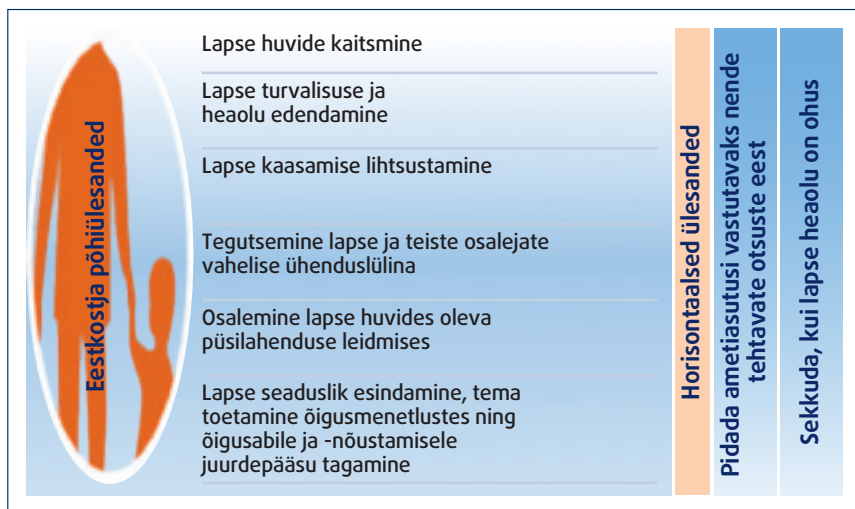 Eestkostja põhiülesanded
Lapse huvide kaitsmine
Lapse turvalisuse ja
heaolu edendamine
Lapse kaasamise lihtsustamine
Tegutsemine lapse ja teiste osalejate
vahelise ühenduslülina
Osalemine lapse huvides oleva
püsilahenduse leidmises
Lapse seaduslik esindamine, tema
toetamine õigusmenetlustes ning
õigusabile ja -nõustamisele
juurdepääsu tagamine
Horisontaalsed ülesanded
Pidada ametiasutusi vastutavaks nende
tehtavate otsuste eest
Sekkuda, kui lapse heaolu on ohus